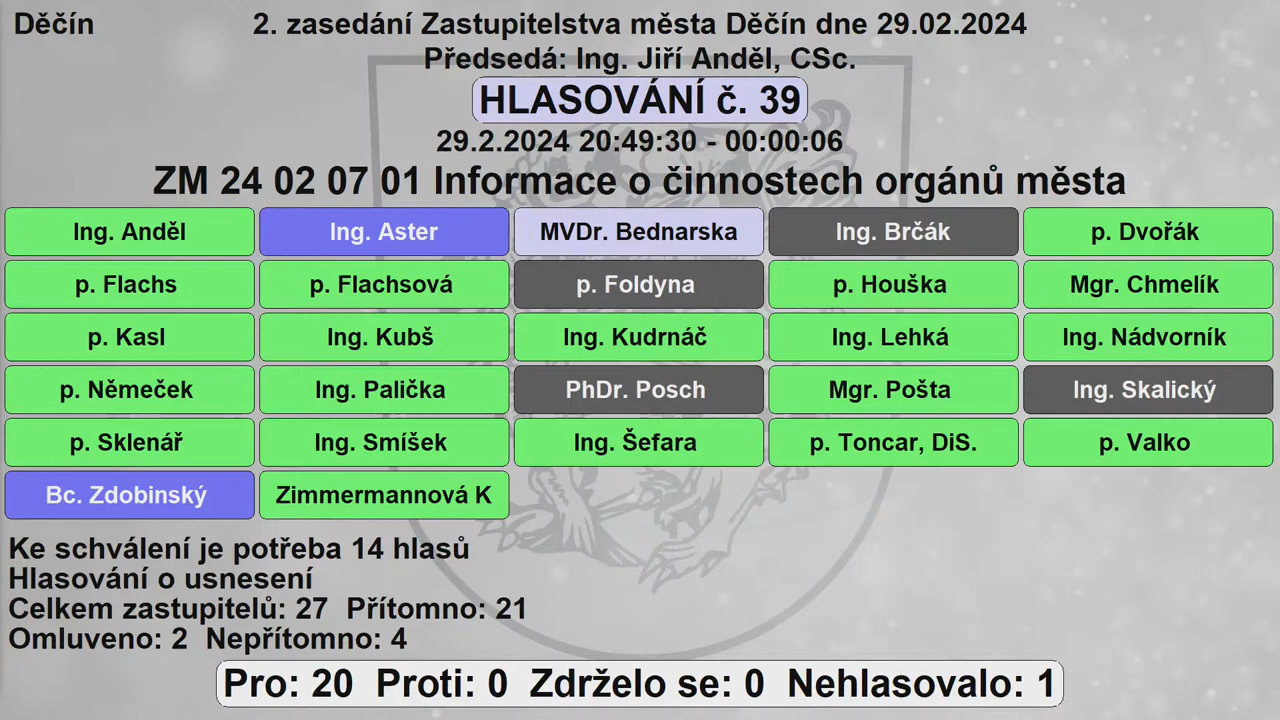 Děčín
2. zasedání Zastupitelstva města Děčín dne 29.02.2024
Předsedá: Ing. Jiří Anděl, CSc.
HLASOVÁNÍ č. 39
29.2.2024 20:49:30 - 00:00:06
ZM 24 02 07 01 Informace o činnostech orgánů města
Ing. Anděl Ing. Aster MVDr. Bednarska Ing. Brčák p. Dvořák
p. Flachs p. Flachsová p. Foldyna p. Houška Mgr. Chmelík
p. Kasl Ing. Kubš Ing. Kudrnáč Ing. Lehká Ing. Nádvorník
p. Němeček Ing. Palička PhDr. Posch Mgr. Pošta Ing. Skalický
p. Sklenář Ing. Smíšek Ing. Šefara p. Toncar, DiS. p. Valko
Bc. Zdobinský Zimmermannová K
Ke schválení je potřeba 14 hlasů
Hlasování o usnesení
Celkem zastupitelů: 27 Přítomno: 21
Omluveno: 2 Nepřítomno: 4
Pro: 20 Proti: 0 Zdrželo se: 0 Nehlasovalo: 1